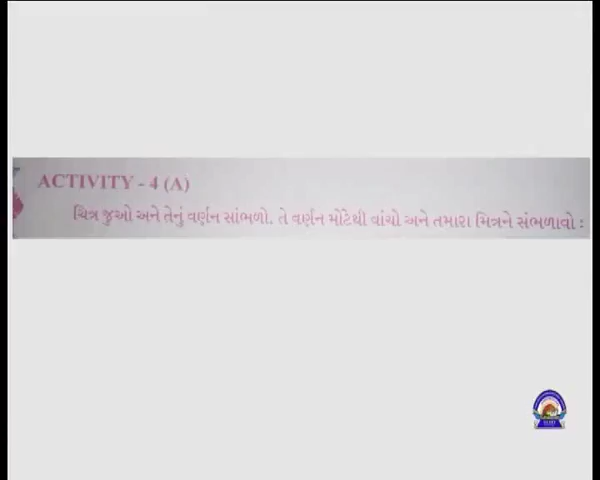 ACTIVITY - 4 (A)
ચિત્ર જુઓ અને તેનું વર્ણન સાંભળો. તે વર્ણન મોટેથી વાંચો અને તમારા મિત્રને સંભળાવો :